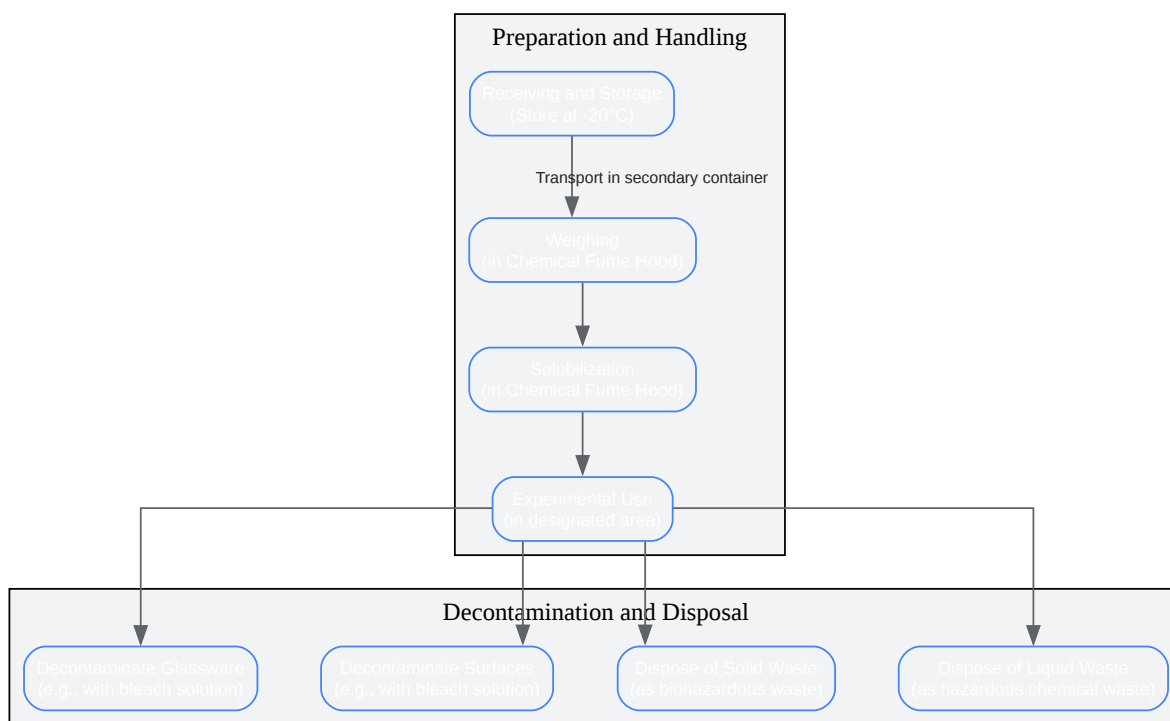 Preparation and Handling
Receiving and Storage
(Store at -20°C)
Transport in secondary container
Weighing
(in Chemical Fume Hood)
Solubilization
(in Chemical Fume Hood)
Experimental Use
(in designated area)
Decontamination and Disposal
Decontaminate Glassware
(e.g., with bleach solution)
Decontaminate Surfaces
(e.g., with bleach solution)
Dispose of Solid Waste
(as biohazardous waste)
Dispose of Liquid Waste
(as hazardous chemical waste)